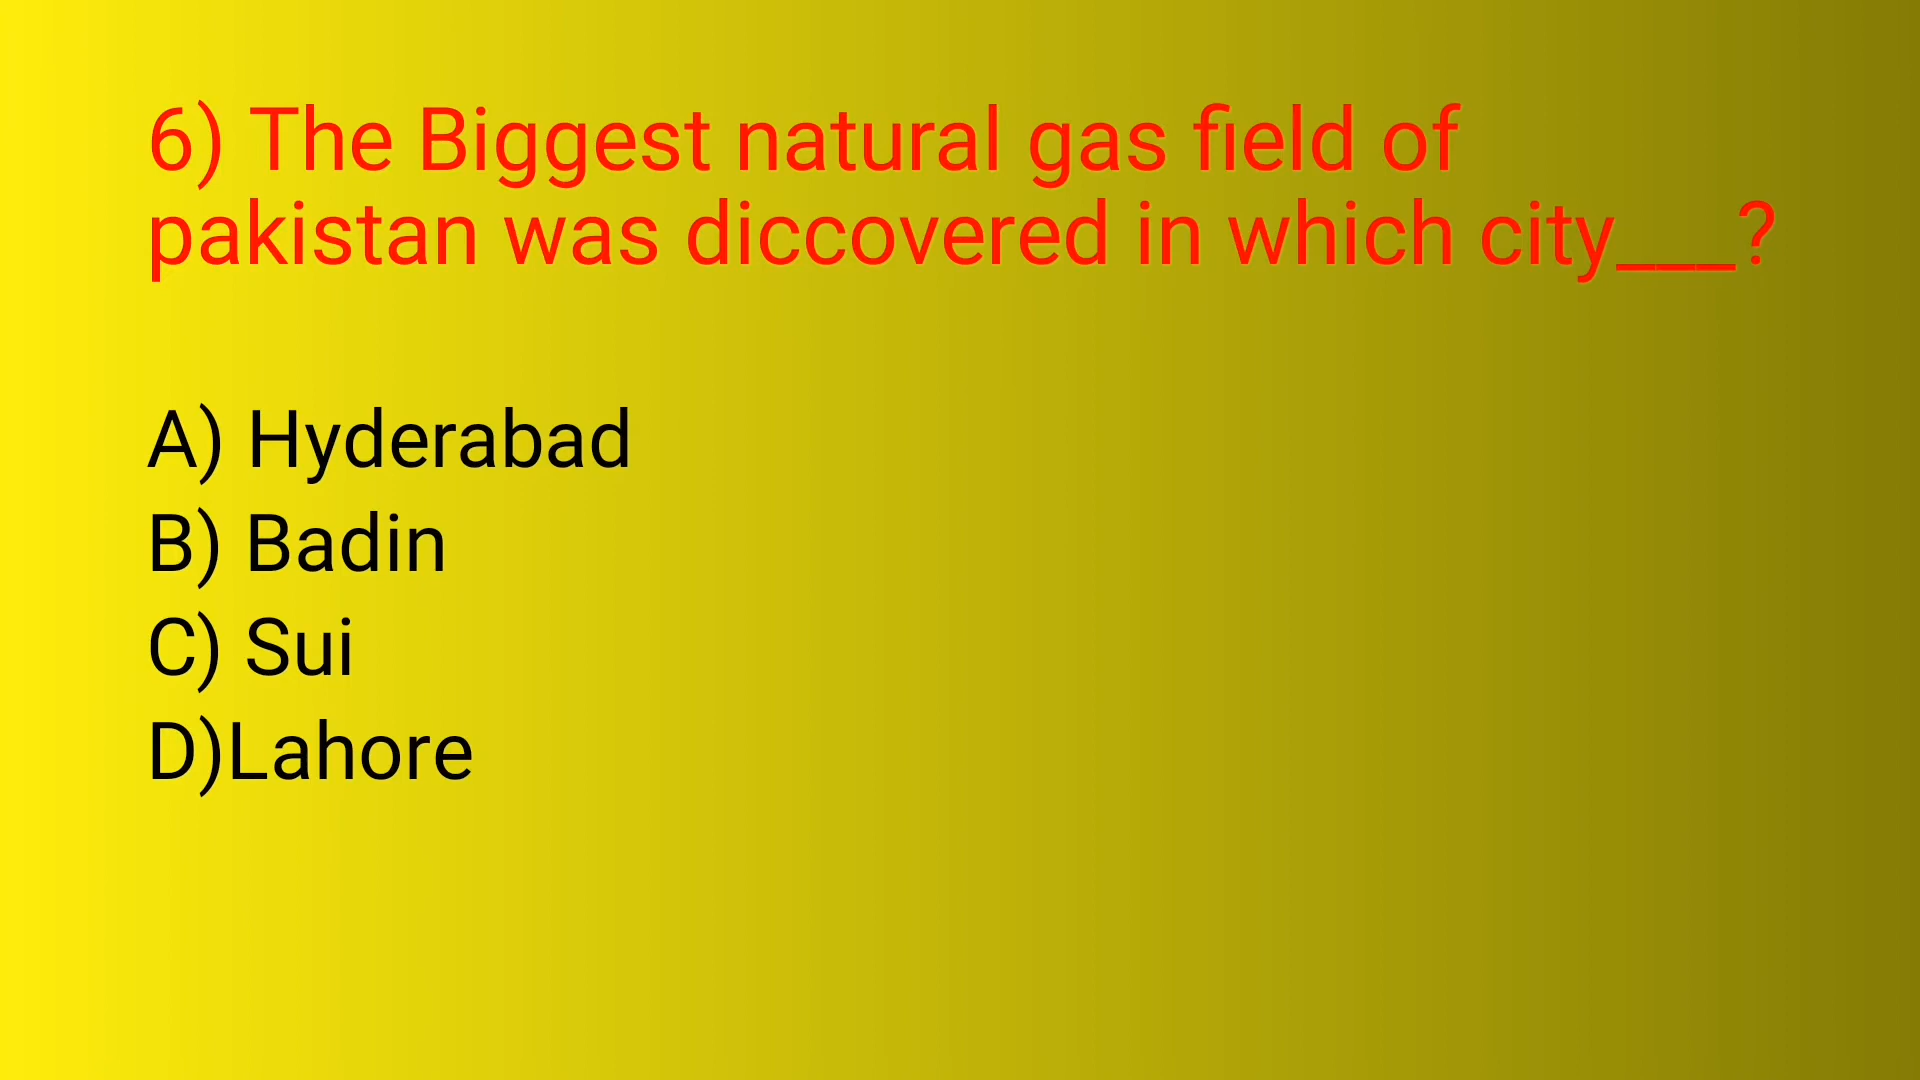 6) The Biggest natural gas field of
pakistan was diccovered in which city___?
A) Hyderabad
B) Badin
C) Sui
D)Lahore